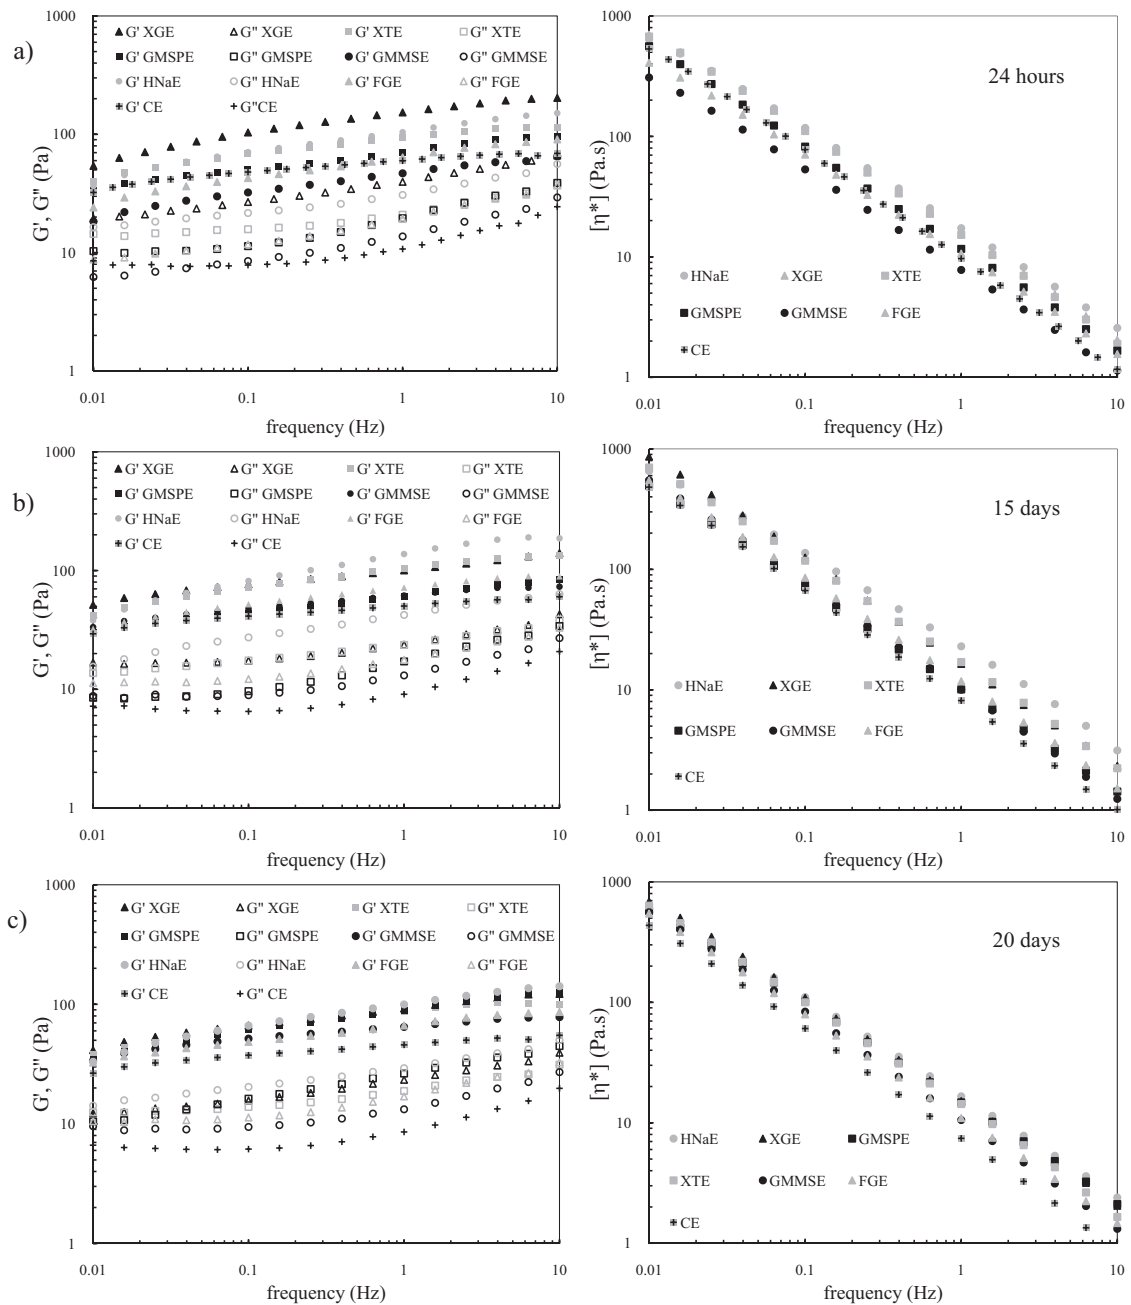 a)
1000
100
10
1
G', G'' (Pa)
G' XGE G'' XGE G' XTE G'' XTE
G' GMSPE G'' GMSPE G' GMMSE G'' GMMSE
G' HNaE G'' HNaE G' FGE G'' FGE
G' CE G''CE
0.01 0.1 1 10
frequency (Hz)
1000
100
10
1
[η*] (Pa.s)
24 hours
HNaE XGE XTE
GMSPE GMMSE FGE
CE
0.01 0.1 1 10
frequency (Hz)
b)
1000
100
10
1
G', G'' (Pa)
G' XGE G'' XGE G' XTE G'' XTE
G' GMSPE G'' GMSPE G' GMMSE G'' GMMSE
G' HNaE G'' HNaE G' FGE G'' FGE
G' CE G'' CE
0.01 0.1 1 10
frequency (Hz)
1000
100
10
1
[η*] (Pa.s)
15 days
HNaE XGE XTE
GMSPE GMMSE FGE
CE
0.01 0.1 1 10
frequency (Hz)
c)
1000
100
10
1
G', G'' (Pa)
G' XGE G'' XGE G' XTE G'' XTE
G' GMSPE G'' GMSPE G' GMMSE G'' GMMSE
G' HNaE G'' HNaE G' FGE G'' FGE
G' CE G'' CE
0.01 0.1 1 10
frequency (Hz)
1000
100
10
1
[η*] (Pa.s)
20 days
HNaE XGE GMSPE
XTE GMMSE FGE
CE
0.01 0.1 1 10
frequency (Hz)